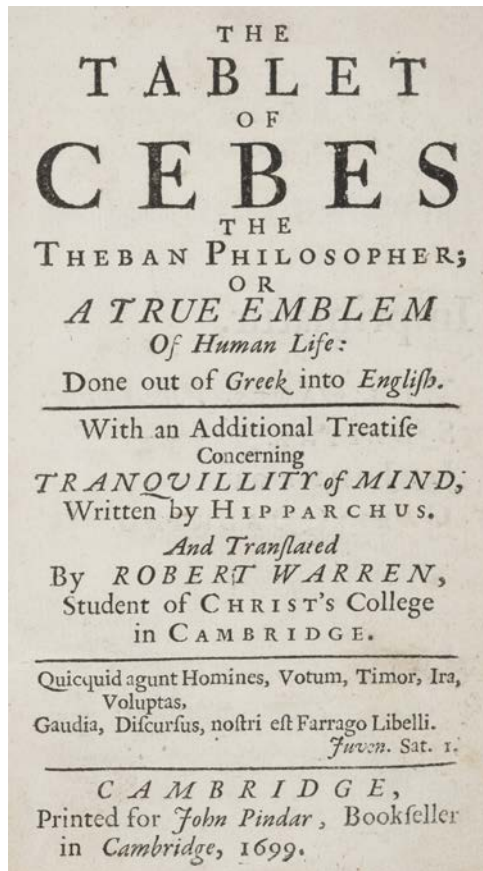 THE
TABLET
OF
CEBES
THE
THEBAN PHILOSOPHER;
OR
A TRUE EMBLEM
Of Human Life:
Done out of Greek into Engliſh.
With an Additional Treatiſe
Concerning
TRANQUILLITY of MIND,
Written by HIPPARCHUS.
And Tranſlated
By ROBERT WARREN,
Student of CHRIST's College
in CAMBRIDGE.
Quicquid agunt Homines, Votum, Timor, Ira,
Voluptas,
Gaudia, Diſcurſus, noſtri eſt Farrago Libelli.
Juven. Sat. 1.
CAMBRIDGE,
Printed for John Pindar, Bookſeller
in Cambridge, 1699.